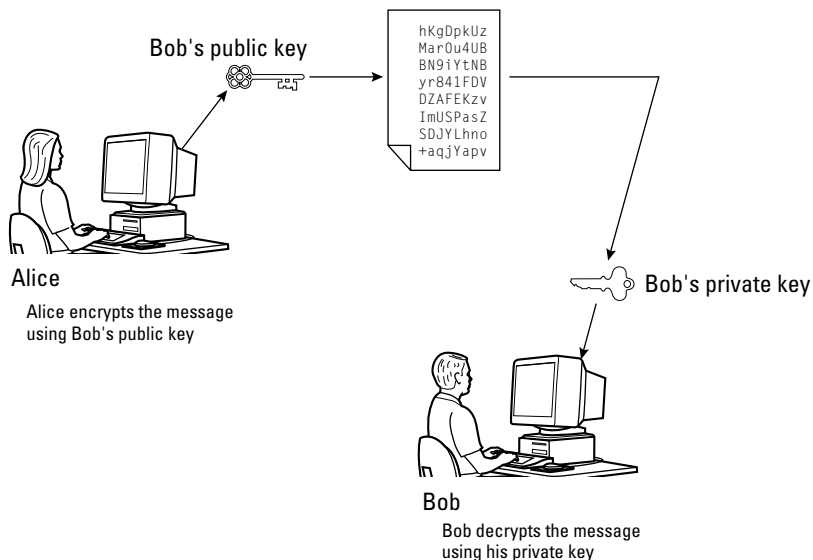 Bob's public key
hKgDpkUz
MarOu4UB
BN9iYtNB
yr841FDV
DZAFEKzv
ImUSPasZ
SDJYLhno
+aqjYapv
Alice
Alice encrypts the message
using Bob's public key
Bob's private key
Bob
Bob decrypts the message
using his private key